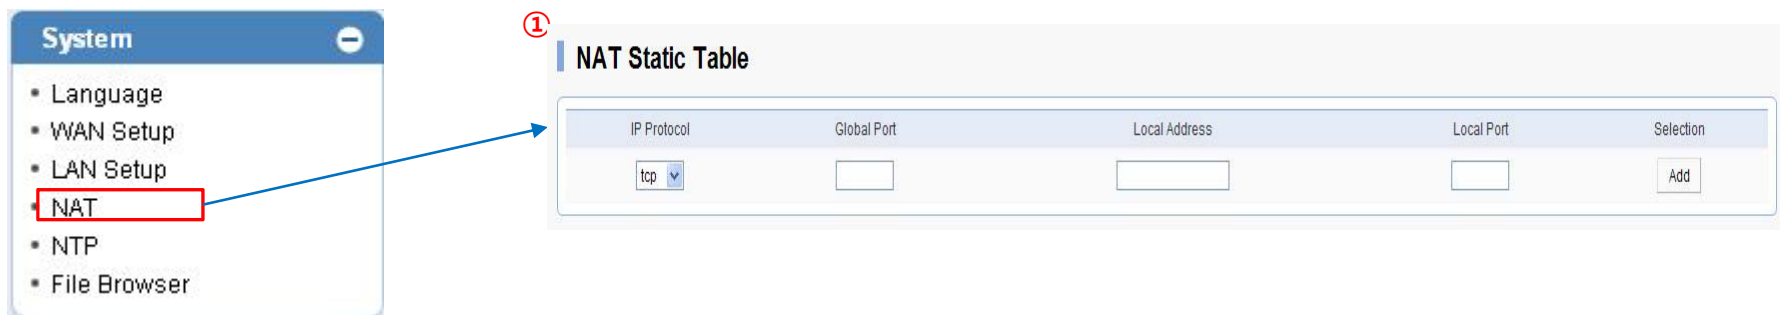 System
Language
WAN Setup
LAN Setup
NAT
NTP
File Browser
①
NAT Static Table
IP Protocol Global Port Local Address Local Port Selection
tcp Add